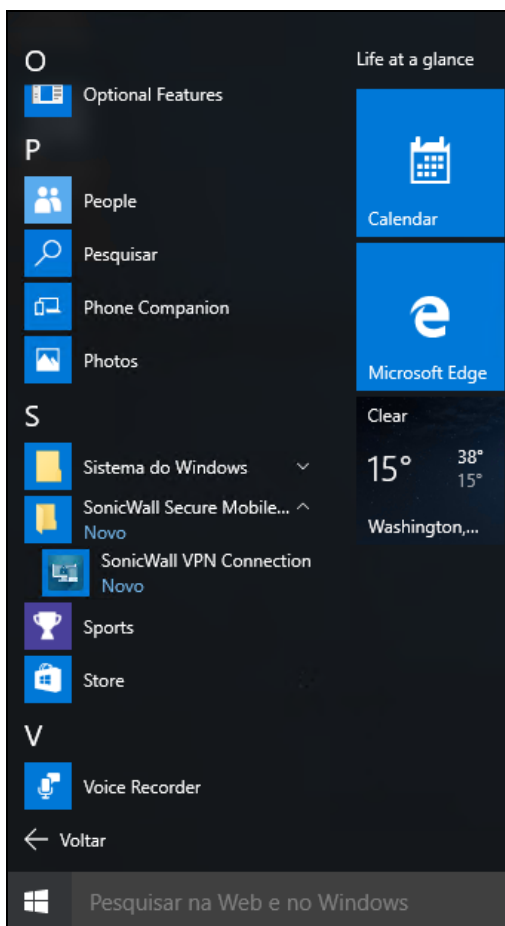 O
Optional Features
P
People
Pesquisar
Phone Companion
Photos
S
Sistema do Windows
SonicWall Secure Mobile...
Novo
SonicWall VPN Connection
Novo
Sports
Store
V
Voice Recorder
Voltar
Life at a glance
Calendar
Microsoft Edge
Clear
15° 38°
15°
Washington,...
Pesquisar na Web e no Windows